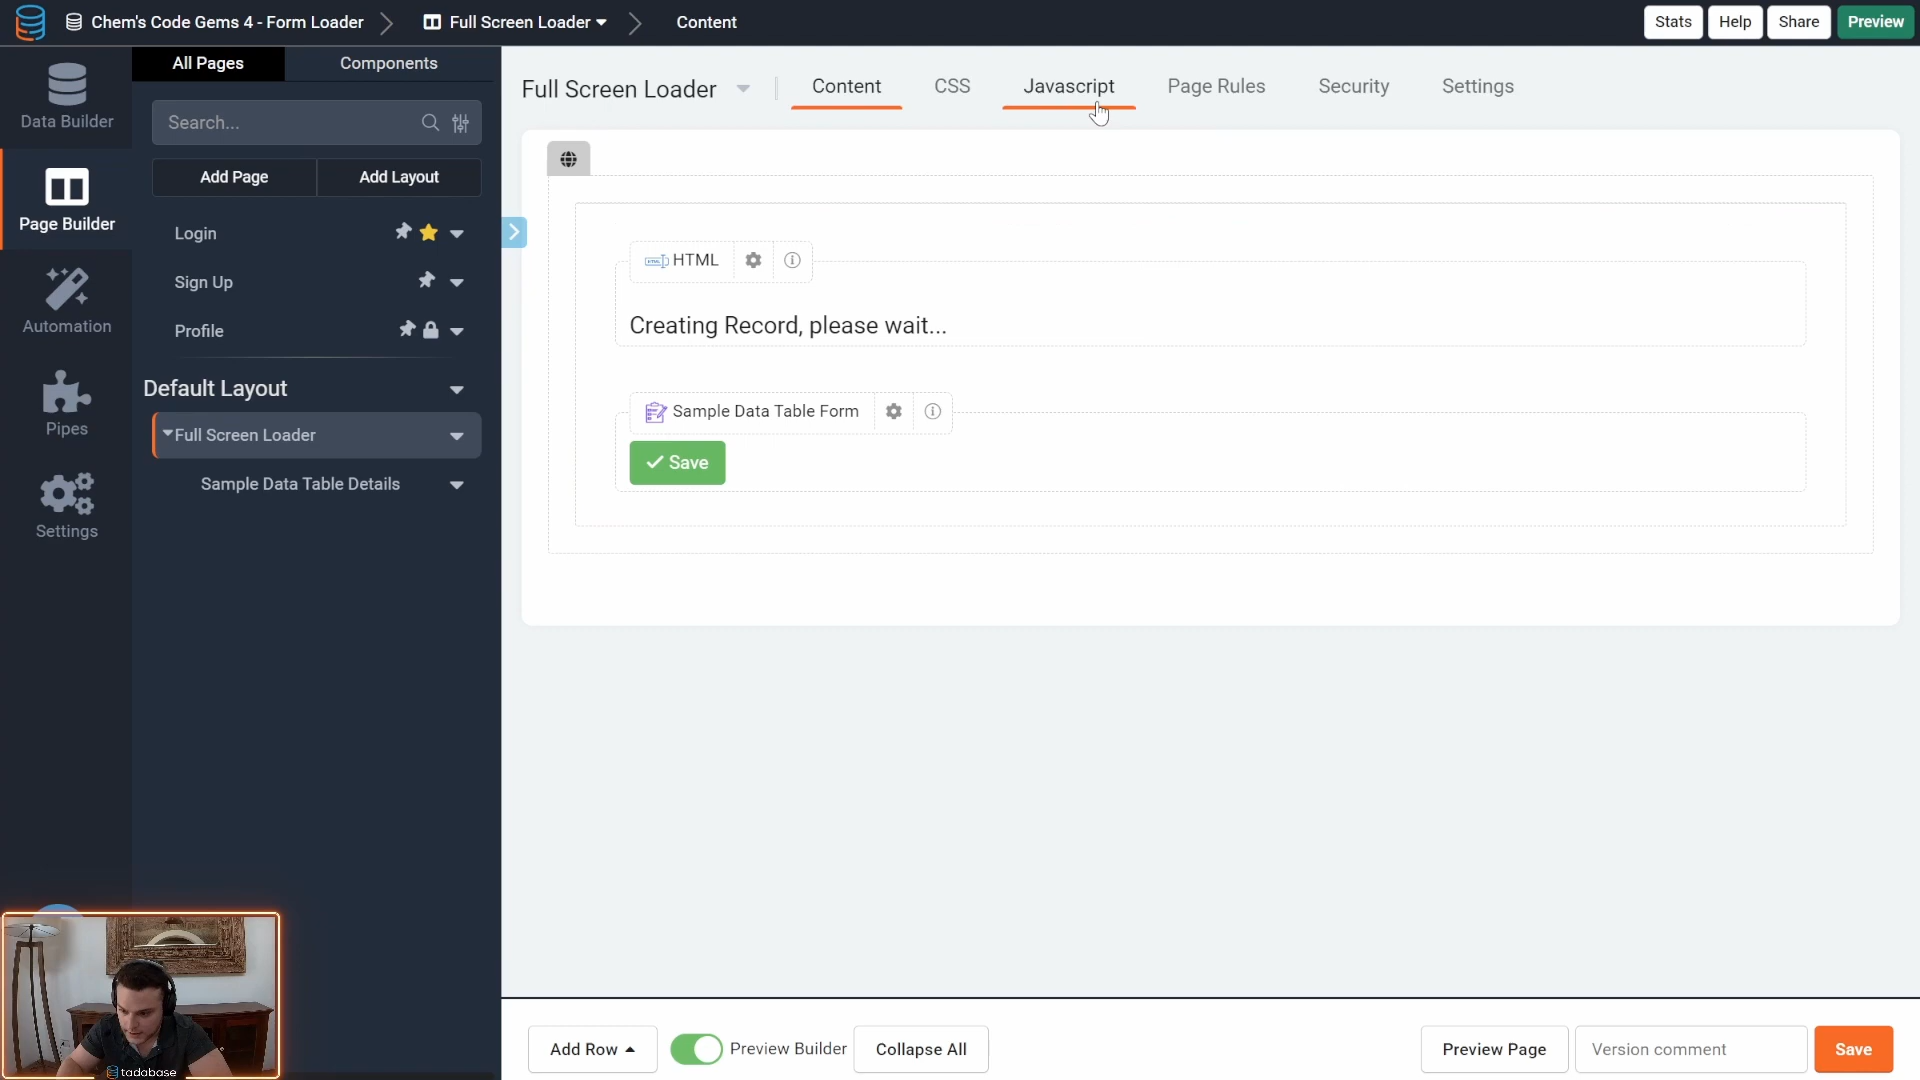 Chem's Code Gems 4 - Form Loader
Full Screen Loader
Content
Stats
Help
Share
Preview
Data Builder
Page Builder
Automation
Pipes
Settings
All Pages
Components
Search...
Add Page
Add Layout
Login
Sign Up
Profile
Default Layout
Full Screen Loader
Sample Data Table Details
Full Screen Loader
Content
CSS
Javascript
Page Rules
Security
Settings
HTML
Creating Record, please wait...
Sample Data Table Form
Save
Add Row
Preview Builder
Collapse All
Preview Page
Version comment
Save
tadabase